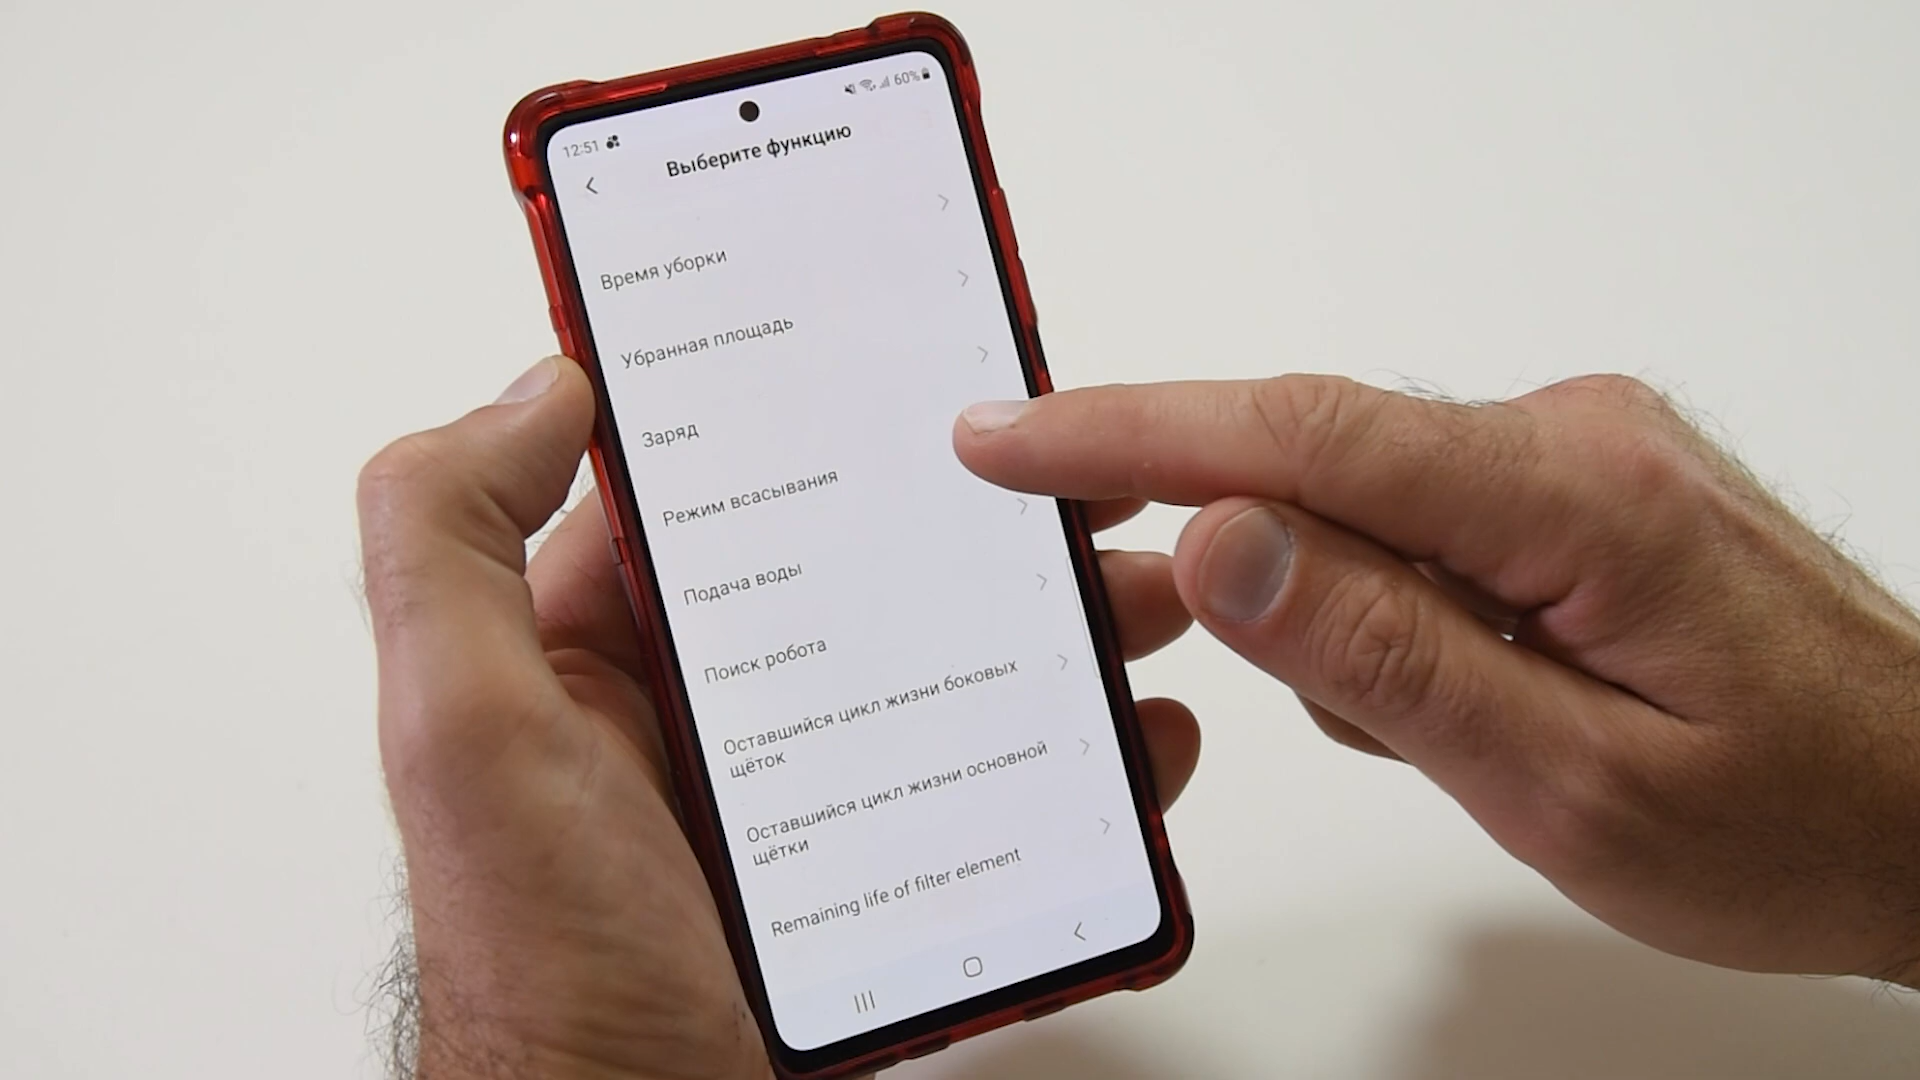 12:51
60%
Выберите функцию
Время уборки
Убранная площадь
Заряд
Режим всасывания
Подача воды
Поиск робота
Оставшийся цикл жизни боковых
щёток
Оставшийся цикл жизни основной
щётки
Remaining life of filter element